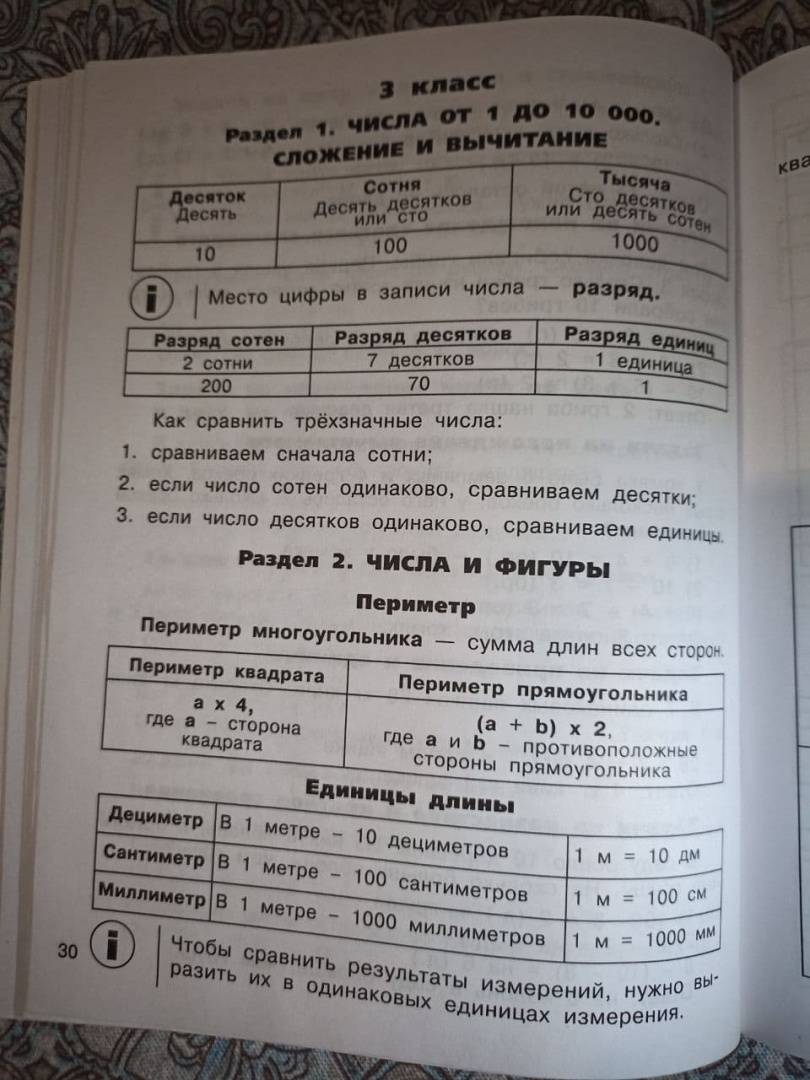 3 класс
Раздел 1. ЧИСЛА ОТ 1 ДО 10 000.
СЛОЖЕНИЕ И ВЫЧИТАНИЕ
Десяток
Десять
Сотня
Десять десятков
или сто
Тысяча
Сто десятков
или десять сотен
10
100
1000
i
Место цифры в записи числа — разряд.
Разряд сотен
Разряд десятков
Разряд единиц
2 сотни
7 десятков
1 единица
200
70
1
Как сравнить трёхзначные числа:
1. сравниваем сначала сотни;
2. если число сотен одинаково, сравниваем десятки;
3. если число десятков одинаково, сравниваем единицы.
Раздел 2. ЧИСЛА И ФИГУРЫ
Периметр
Периметр многоугольника — сумма длин всех сторон.
Периметр квадрата
Периметр прямоугольника
a x 4,
где a – сторона
квадрата
(a + b) x 2,
где a и b – противоположные
стороны прямоугольника
Единицы длины
Дециметр
В 1 метре – 10 дециметров
1 м = 10 дм
Сантиметр
В 1 метре – 100 сантиметров
1 м = 100 см
Миллиметр
В 1 метре – 1000 миллиметров
1 м = 1000 мм
i
Чтобы сравнить результаты измерений, нужно вы-
разить их в одинаковых единицах измерения.
30
ква